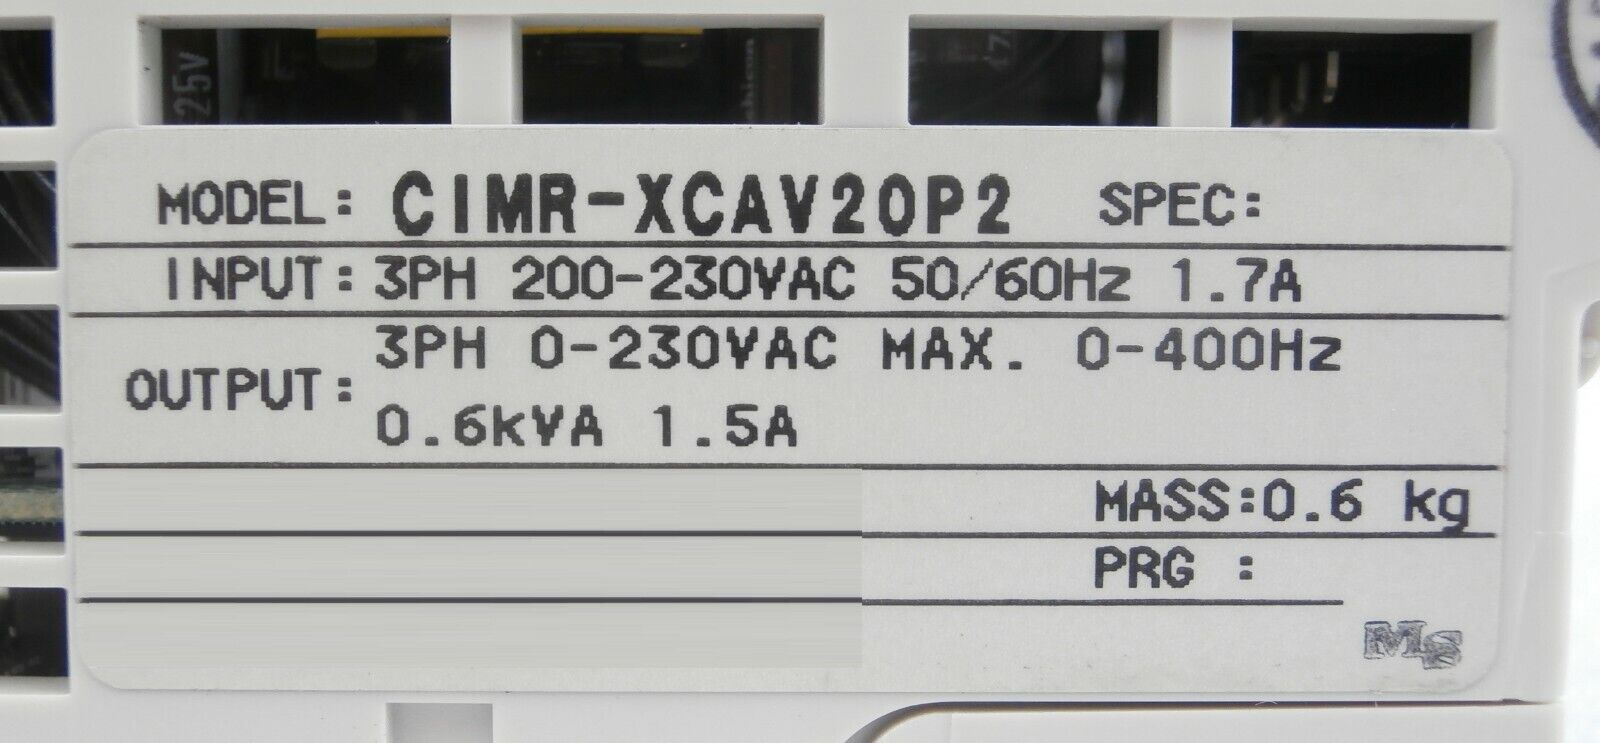 25V
MODEL: CIMR-XCAV20P2 SPEC:
INPUT: 3PH 200-230VAC 50/60Hz 1.7A
OUTPUT: 3PH 0-230VAC MAX. 0-400Hz
0.6kVA 1.5A
MASS:0.6 kg
PRG :
MS